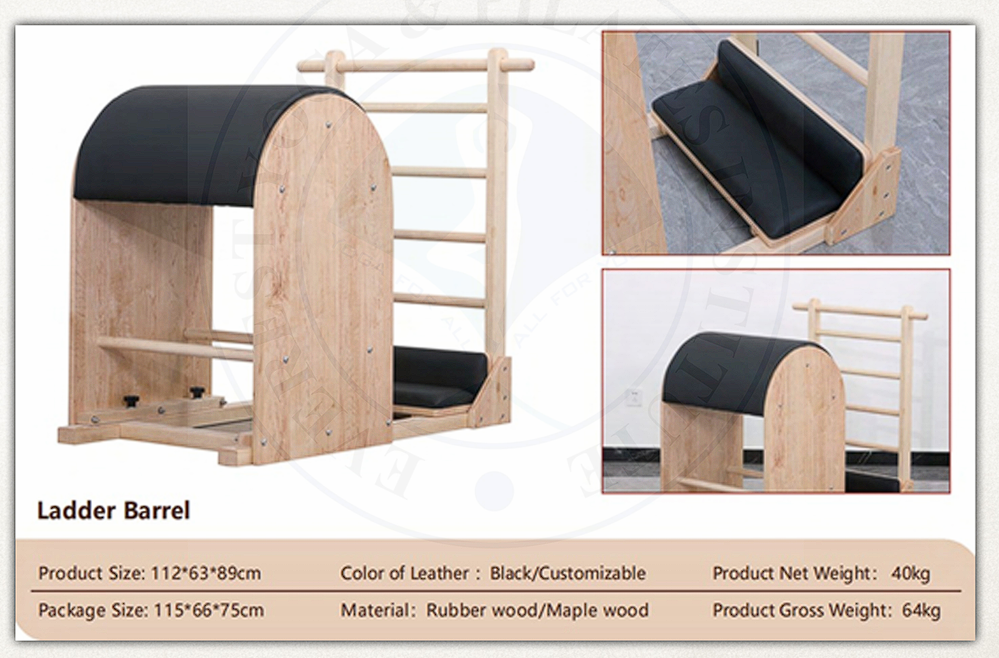 Ladder Barrel
Product Size: 112*63*89cm
Color of Leather : Black/Customizable
Product Net Weight: 40kg
Package Size: 115*66*75cm
Material: Rubber wood/Maple wood
Product Gross Weight: 64kg